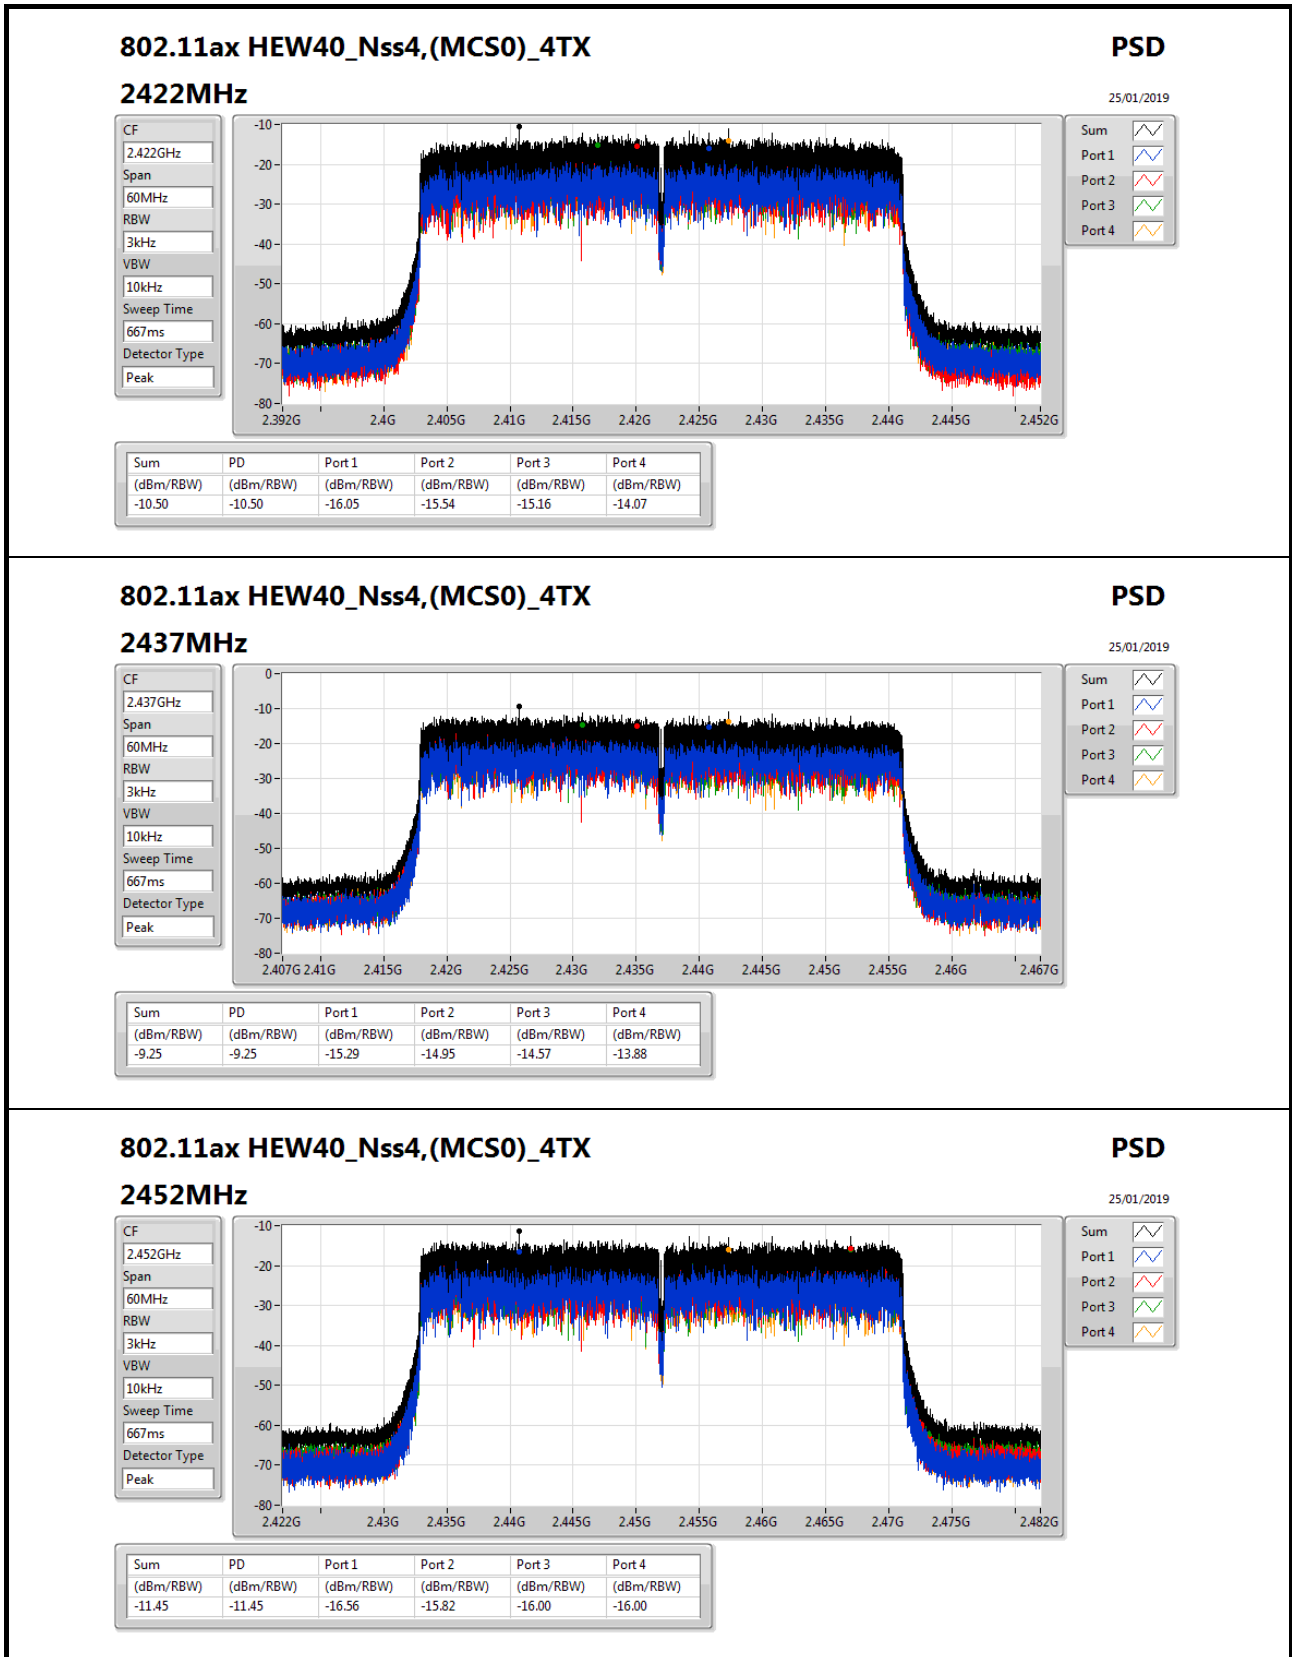 802.11ax HEW40_Nss4,(MCS0)_4TX PSD
2422MHz 25/01/2019
CF
2.422GHz
Span
60MHz
RBW
3kHz
VBW
10kHz
Sweep Time
667ms
Detector Type
Peak
-10
-20
-30
-40
-50
-60
-70
-80
2.392G 2.4G 2.405G 2.41G 2.415G 2.42G 2.425G 2.43G 2.435G 2.44G 2.445G 2.452G
Sum
Port 1
Port 2
Port 3
Port 4
Sum PD Port 1 Port 2 Port 3 Port 4
(dBm/RBW) (dBm/RBW) (dBm/RBW) (dBm/RBW) (dBm/RBW) (dBm/RBW)
-10.50 -10.50 -16.05 -15.54 -15.16 -14.07
802.11ax HEW40_Nss4,(MCS0)_4TX PSD
2437MHz 25/01/2019
CF
2.437GHz
Span
60MHz
RBW
3kHz
VBW
10kHz
Sweep Time
667ms
Detector Type
Peak
0
-10
-20
-30
-40
-50
-60
-70
-80
2.407G 2.41G 2.415G 2.42G 2.425G 2.43G 2.435G 2.44G 2.445G 2.45G 2.455G 2.46G 2.467G
Sum
Port 1
Port 2
Port 3
Port 4
Sum PD Port 1 Port 2 Port 3 Port 4
(dBm/RBW) (dBm/RBW) (dBm/RBW) (dBm/RBW) (dBm/RBW) (dBm/RBW)
-9.25 -9.25 -15.29 -14.95 -14.57 -13.88
802.11ax HEW40_Nss4,(MCS0)_4TX PSD
2452MHz 25/01/2019
CF
2.452GHz
Span
60MHz
RBW
3kHz
VBW
10kHz
Sweep Time
667ms
Detector Type
Peak
-10
-20
-30
-40
-50
-60
-70
-80
2.422G 2.43G 2.435G 2.44G 2.445G 2.45G 2.455G 2.46G 2.465G 2.47G 2.475G 2.482G
Sum
Port 1
Port 2
Port 3
Port 4
Sum PD Port 1 Port 2 Port 3 Port 4
(dBm/RBW) (dBm/RBW) (dBm/RBW) (dBm/RBW) (dBm/RBW) (dBm/RBW)
-11.45 -11.45 -16.56 -15.82 -16.00 -16.00